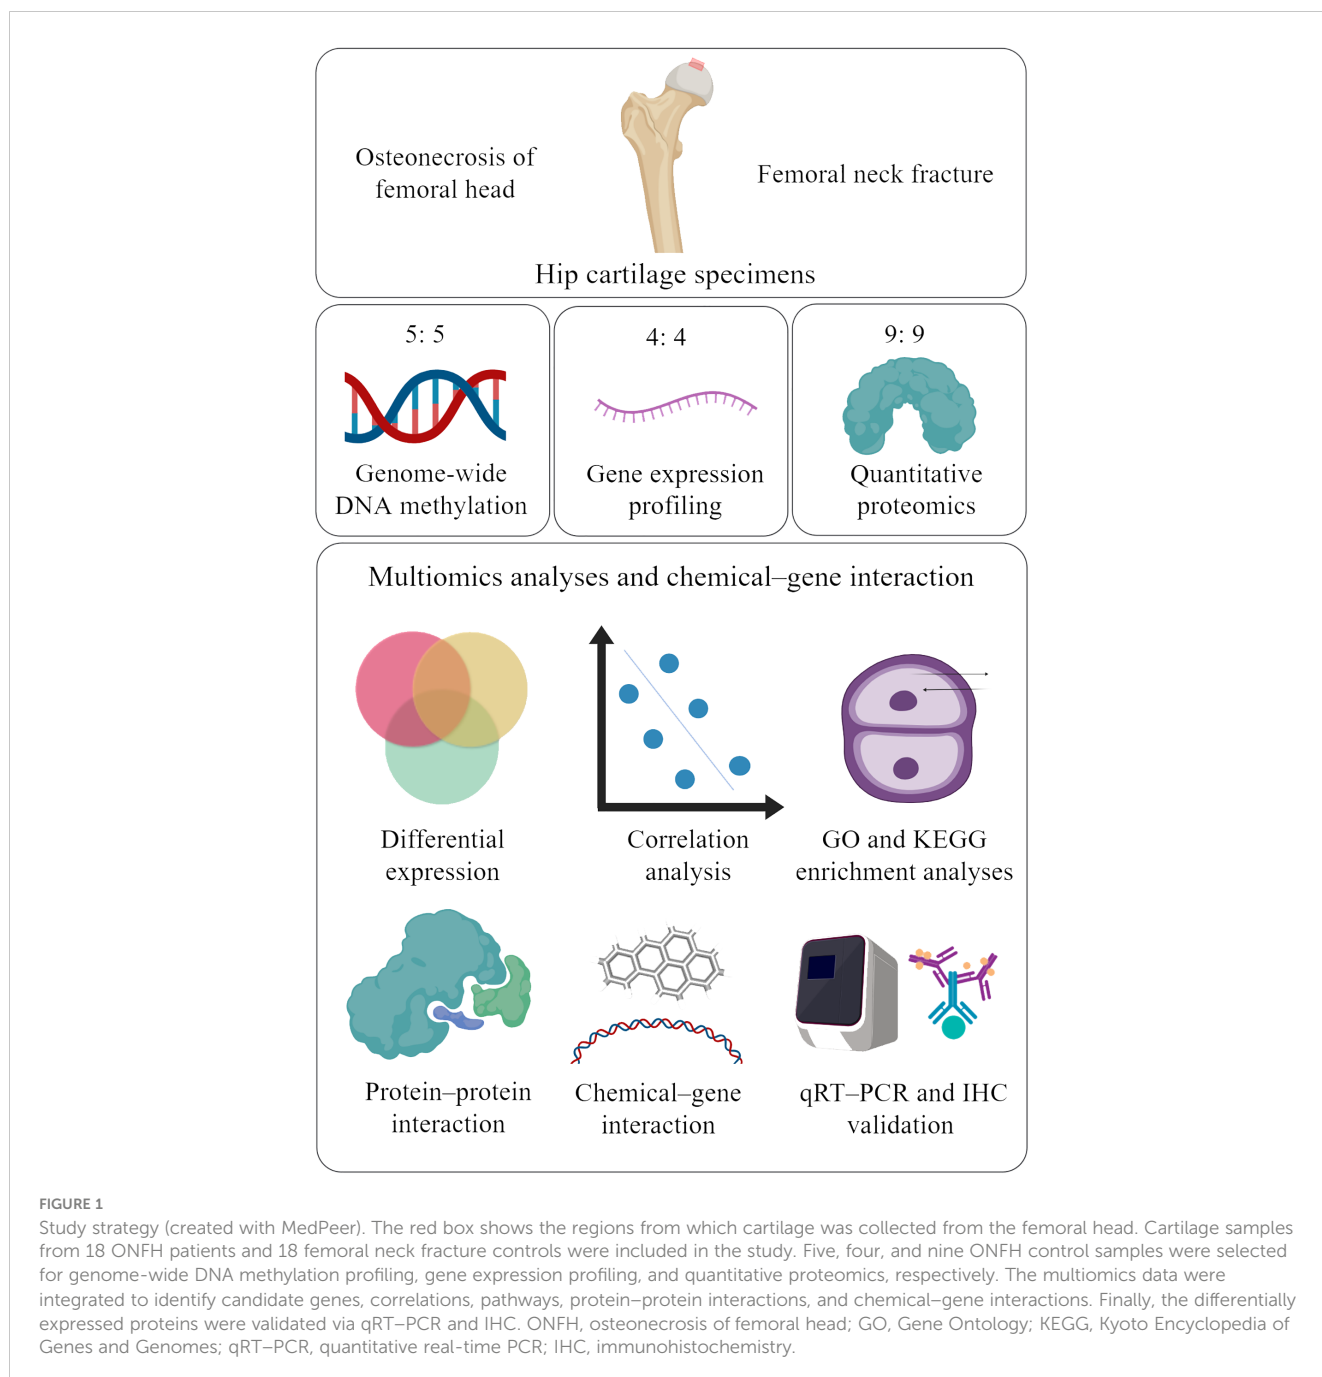 Osteonecrosis of
femoral head
Femoral neck fracture
Hip cartilage specimens
5: 5
Genome-wide
DNA methylation
4: 4
Gene expression
profiling
9: 9
Quantitative
proteomics
Multiomics analyses and chemical–gene interaction
Differential
expression
Correlation
analysis
GO and KEGG
enrichment analyses
Protein–protein
interaction
Chemical–gene
interaction
qRT–PCR and IHC
validation
FIGURE 1
Study strategy (created with MedPeer). The red box shows the regions from which cartilage was collected from the femoral head. Cartilage samples
from 18 ONFH patients and 18 femoral neck fracture controls were included in the study. Five, four, and nine ONFH control samples were selected
for genome-wide DNA methylation profiling, gene expression profiling, and quantitative proteomics, respectively. The multiomics data were
integrated to identify candidate genes, correlations, pathways, protein–protein interactions, and chemical–gene interactions. Finally, the differentially
expressed proteins were validated via qRT–PCR and IHC. ONFH, osteonecrosis of femoral head; GO, Gene Ontology; KEGG, Kyoto Encyclopedia of
Genes and Genomes; qRT–PCR, quantitative real-time PCR; IHC, immunohistochemistry.